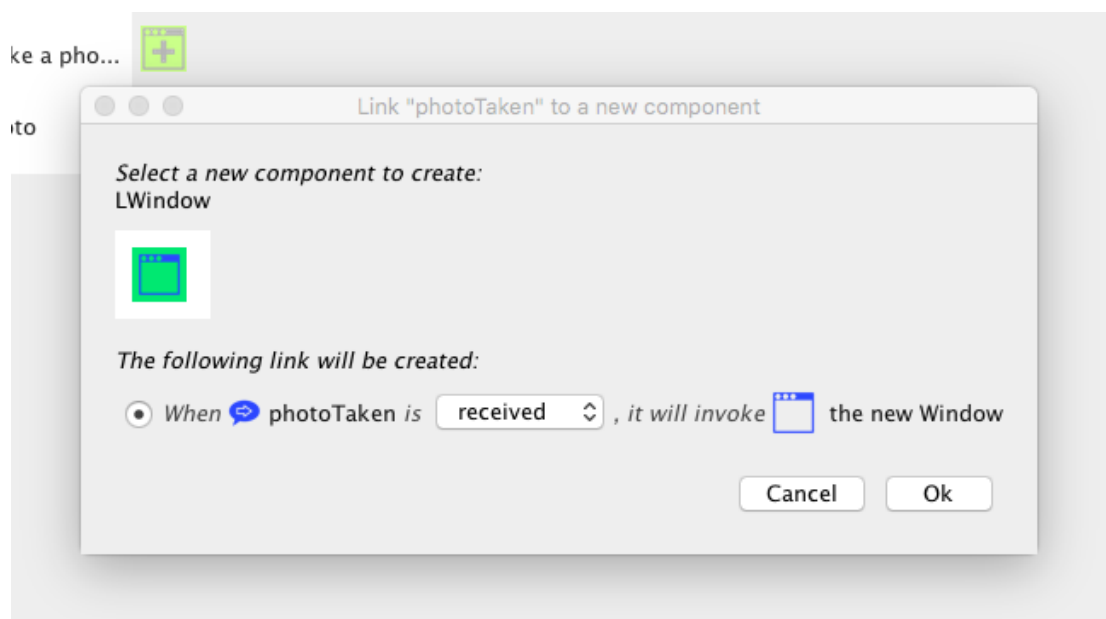 ke a pho...
Link "photoTaken" to a new component
to
Select a new component to create:
LWindow
The following link will be created:
When photoTaken is received , it will invoke the new Window
Cancel Ok